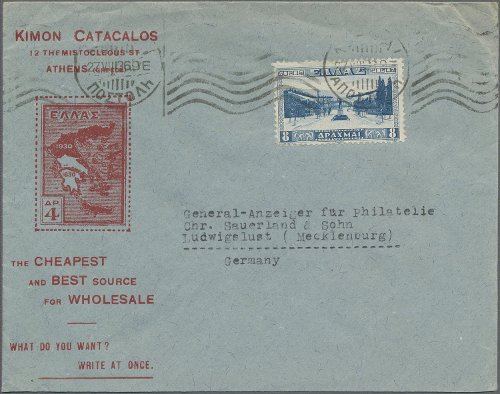 KIMON CATACALOS
12 THEMISTOCLEOUS ST
ATHENS (GREECE)
ΕΛΛΑΣ
1930
1830
ΔΡ
4
ΕΛΛΑΣ
8 ΔΡΑΧΜΑΙ 8
General-Anzeiger für Philatelie
Chr. Sauerland & Sohn
Ludwigslust ( Mecklenburg)
Germany
THE CHEAPEST
AND BEST SOURCE
FOR WHOLESALE
WHAT DO YOU WANT?
WRITE AT ONCE.